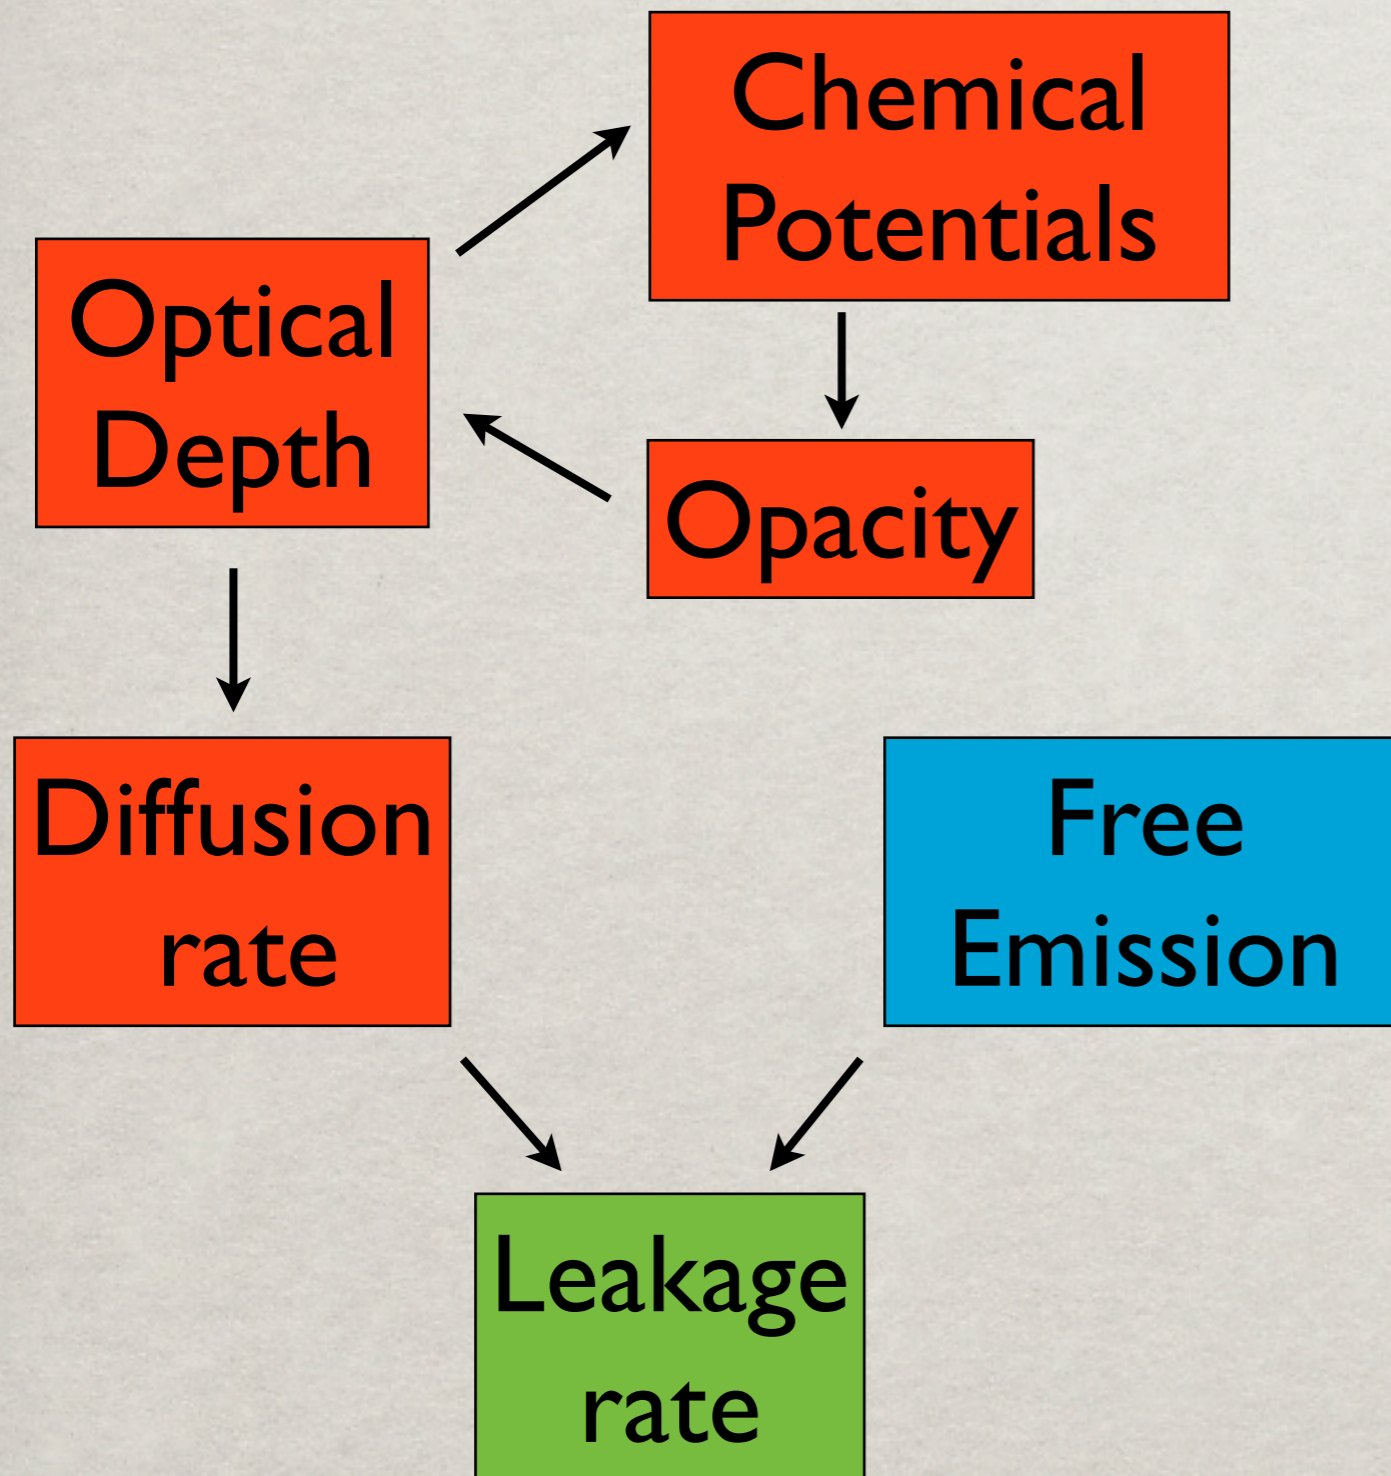 Chemical
Potentials
Optical
Depth
Opacity
Diffusion
rate
Free
Emission
Leakage
rate